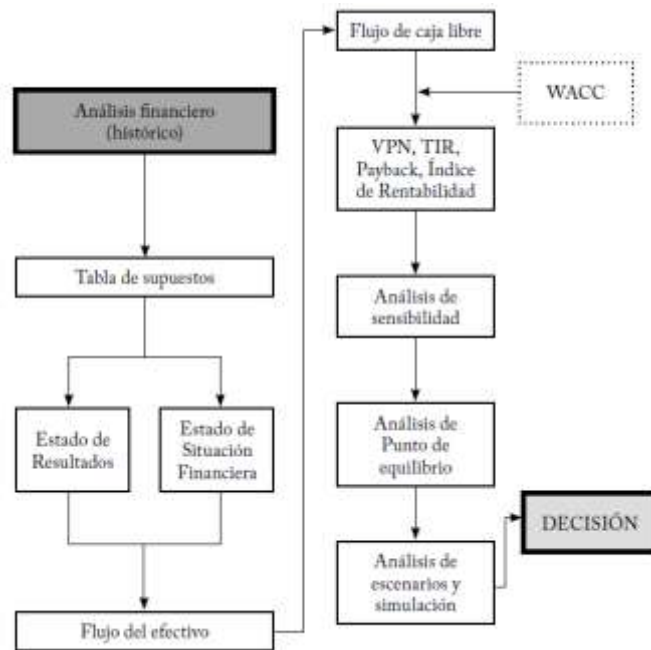 Análisis financiero
(histórico)
Tabla de supuestos
Estado de
Resultados
Estado de
Situación
Financiera
Flujo del efectivo
Flujo de caja libre
WACC
VPN, TIR,
Payback, Índice
de Rentabilidad
Análisis de
sensibilidad
Análisis de
Punto de
equilibrio
Análisis de
escenarios y
simulación
DECISIÓN